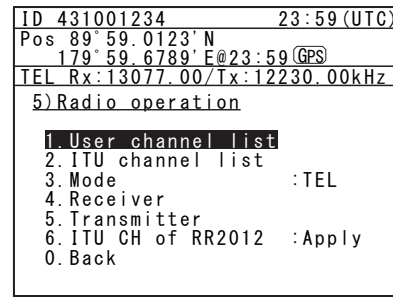 ID 431001234 23:59(UTC)
Pos 89°59.0123'N
179°59.6789'E@23:59 GPS
TEL Rx:13077.00/Tx:12230.00kHz
5)Radio operation
1.User channel list
2.ITU channel list
3.Mode :TEL
4.Receiver
5.Transmitter
6.ITU CH of RR2012 :Apply
0.Back